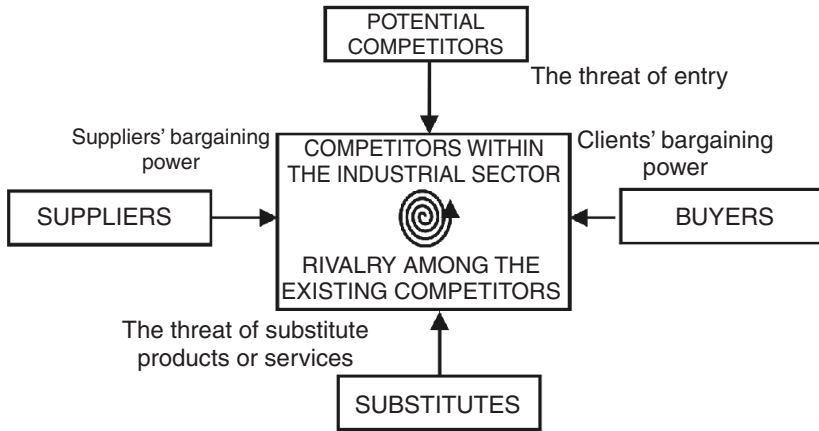 POTENTIAL
COMPETITORS
The threat of entry
Suppliers' bargaining
power
COMPETITORS WITHIN
THE INDUSTRIAL SECTOR
Clients' bargaining
power
SUPPLIERS
BUYERS
RIVALRY AMONG THE
EXISTING COMPETITORS
The threat of substitute
products or services
SUBSTITUTES